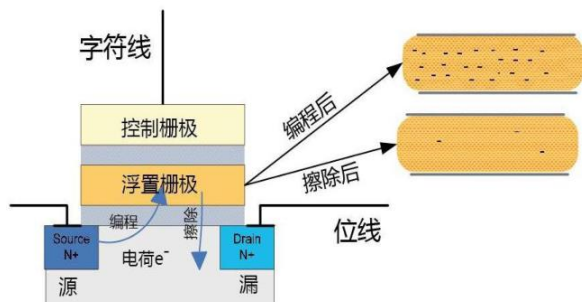 字符线
控制栅极
浮置栅极
编程后
擦除后
编程
擦除
位线
Source
N+
电荷e⁻
Drain
N+
源
漏